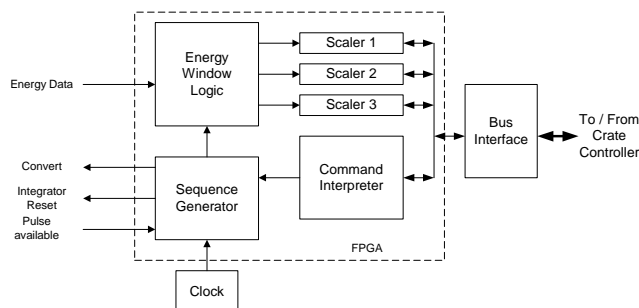 Energy
Window
Logic
Scaler 1
Scaler 2
Scaler 3
Energy Data
Bus
Interface
To / From
Crate
Controller
Convert
Integrator
Reset
Pulse
available
Sequence
Generator
Command
Interpreter
FPGA
Clock